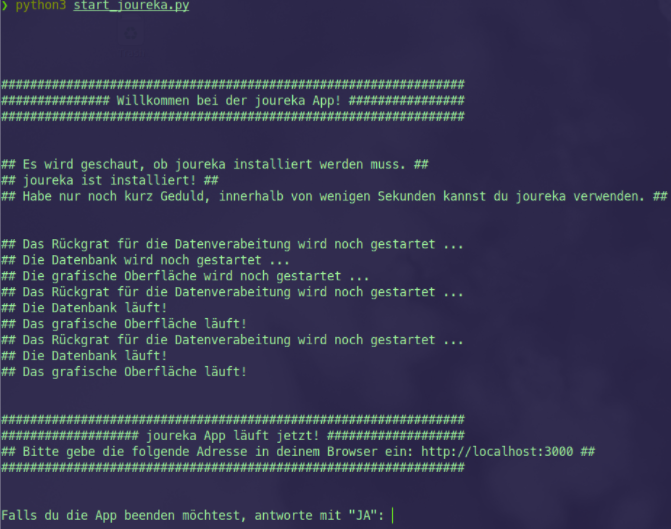 ❯ python3 start_joureka.py
################################################################
############### Willkommen bei der joureka App! ################
################################################################
## Es wird geschaut, ob joureka installiert werden muss. ##
## joureka ist installiert! ##
## Habe nur noch kurz Geduld, innerhalb von wenigen Sekunden kannst du joureka verwenden. ##
## Das Rückgrat für die Datenverabeitung wird noch gestartet ...
## Die Datenbank wird noch gestartet ...
## Die grafische Oberfläche wird noch gestartet ...
## Das Rückgrat für die Datenverabeitung wird noch gestartet ...
## Die Datenbank läuft!
## Das grafische Oberfläche läuft!
## Das Rückgrat für die Datenverabeitung wird noch gestartet ...
## Die Datenbank läuft!
## Das grafische Oberfläche läuft!
################################################################
################### joureka App läuft jetzt! ###################
## Bitte gebe die folgende Adresse in deinem Browser ein: http://localhost:3000 ##
################################################################
Falls du die App beenden möchtest, antworte mit "JA":